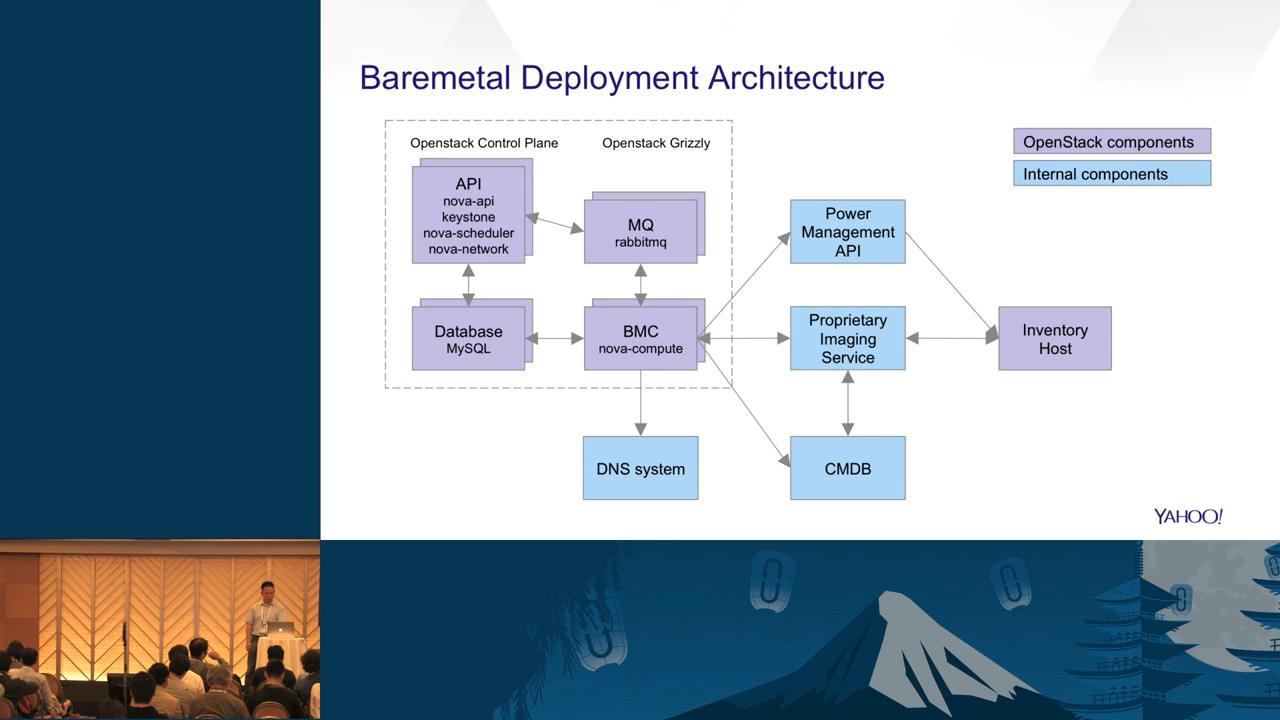 Baremetal Deployment Architecture
Openstack Control Plane
Openstack Grizzly
OpenStack components
Internal components
API
nova-api
keystone
nova-scheduler
nova-network
MQ
rabbitmq
Power
Management
API
Database
MySQL
BMC
nova-compute
Proprietary
Imaging
Service
Inventory
Host
DNS system
CMDB
YAHOO!